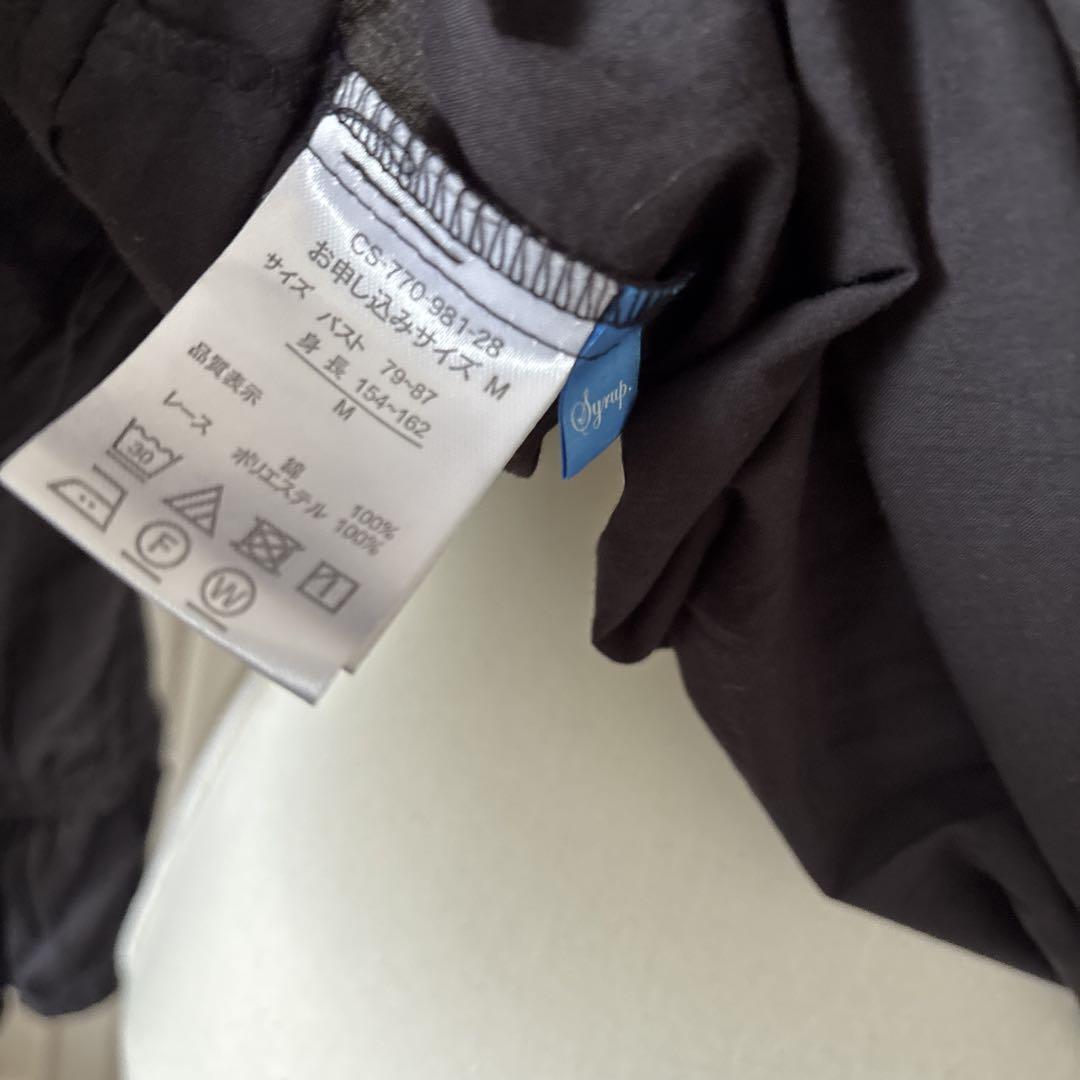 CS-770-981-28
お申し込みサイズ M
サイズ バスト 79~87
身長 154~162
M
品質表示
綿 100%
レース ポリエステル 100%
30
F
W
Syrup.